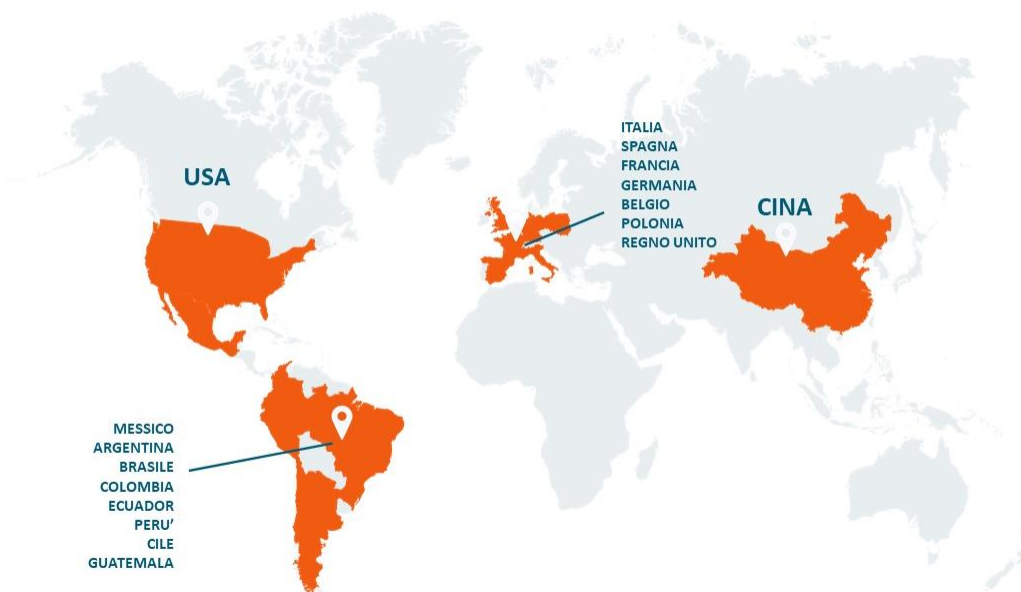 USA
ITALIA
SPAGNA
FRANCIA
GERMANIA
BELGIO
POLONIA
REGNO UNITO
CINA
MESSICO
ARGENTINA
BRASILE
COLOMBIA
ECUADOR
PERU’
CILE
GUATEMALA